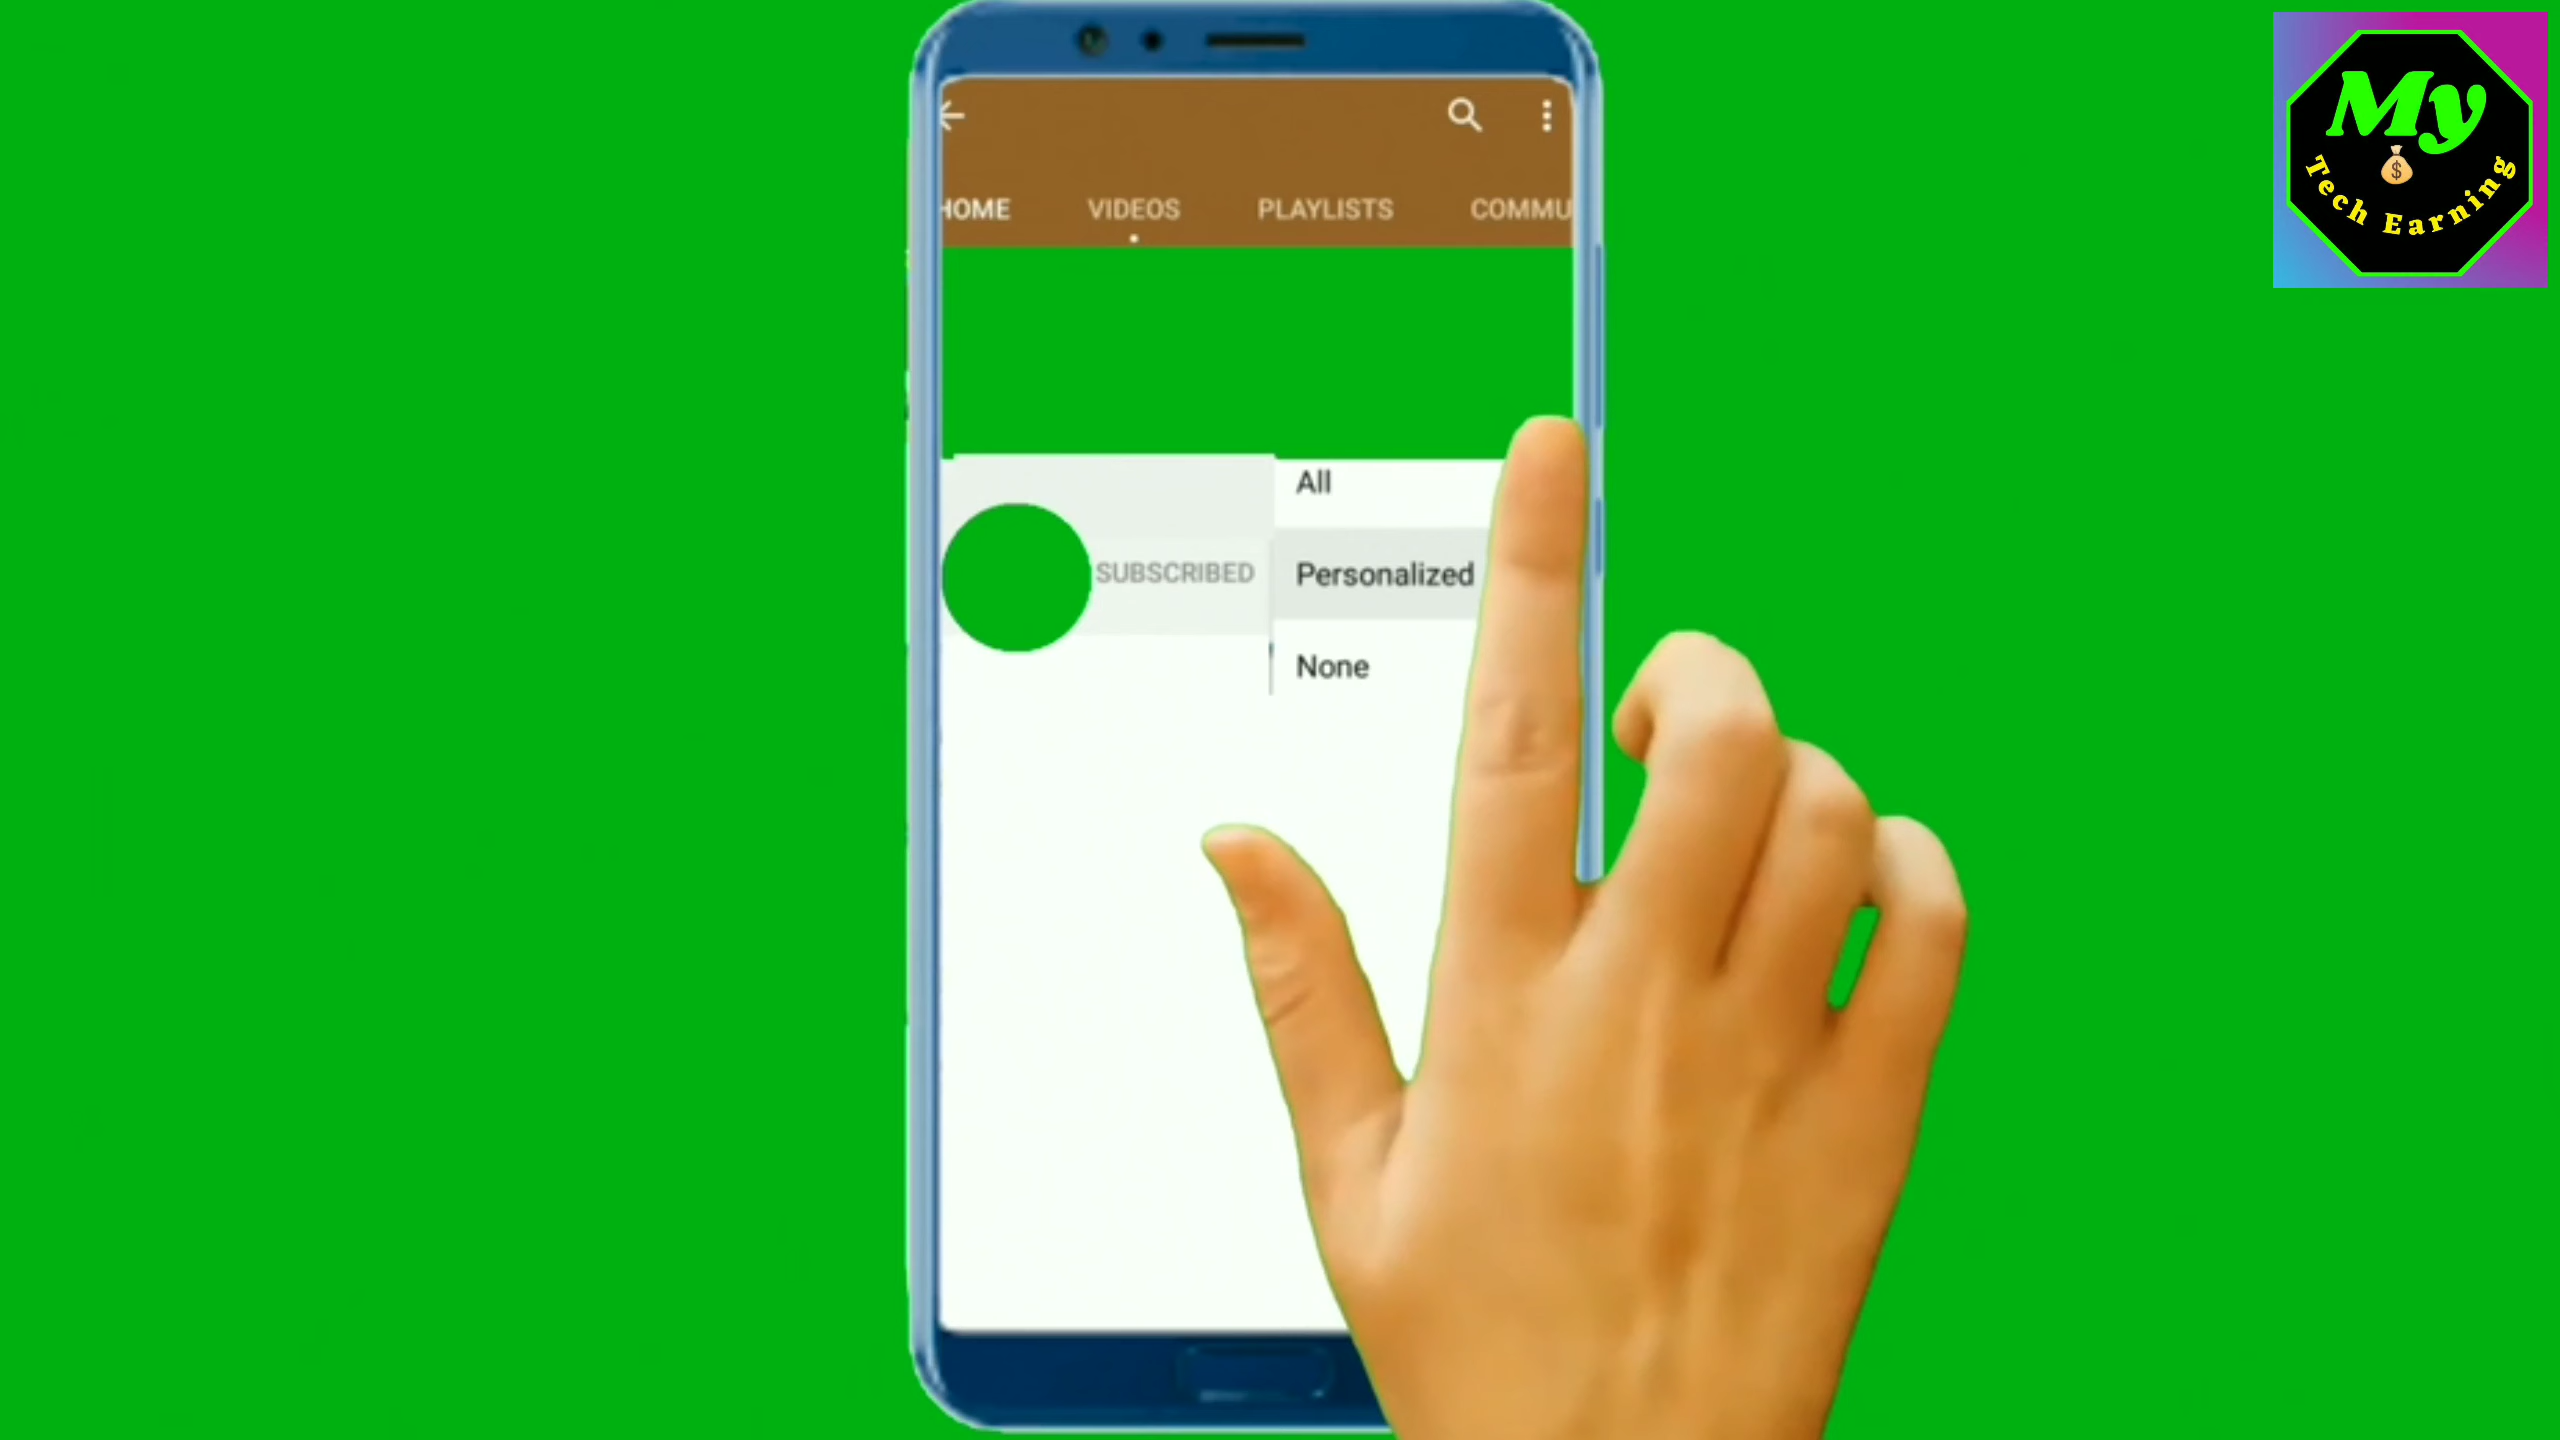 HOME VIDEOS PLAYLISTS COMMU
All
SUBSCRIBED Personalized
None
My
$
Tech Earning